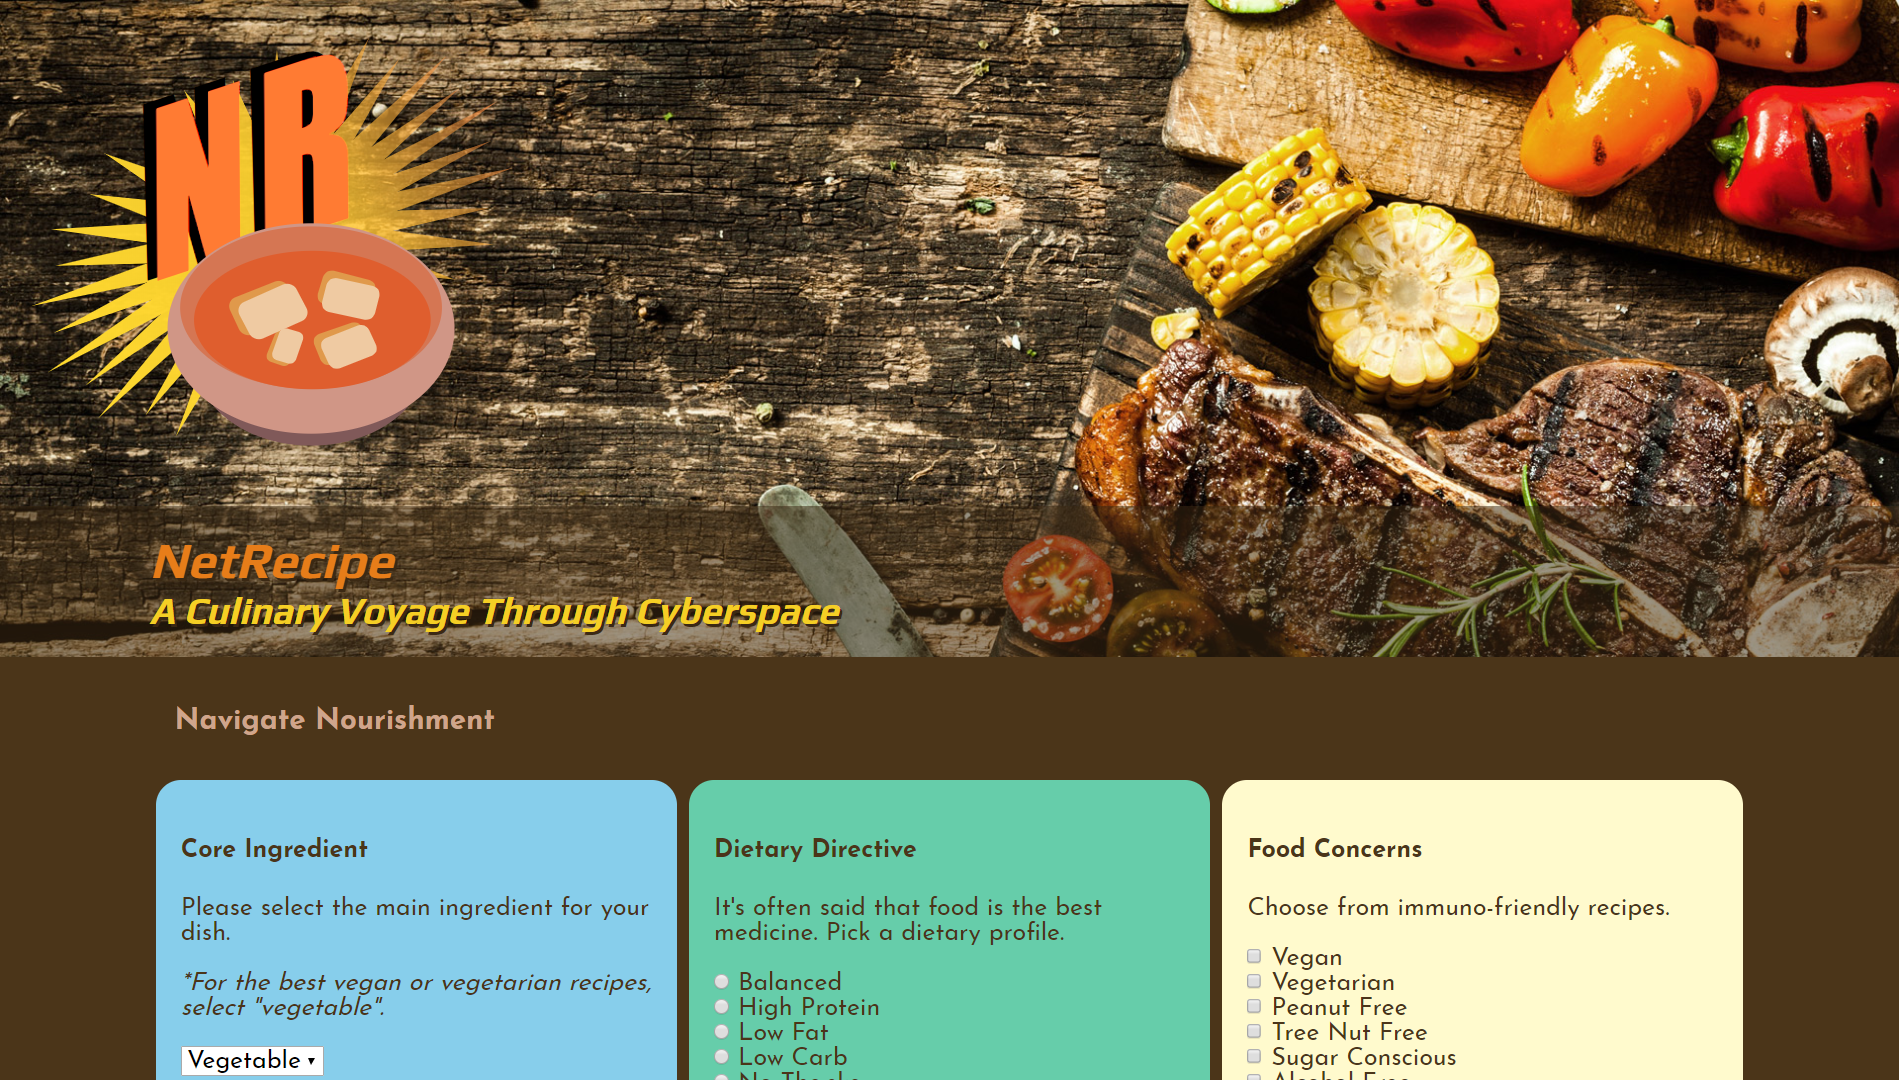 NR
NetRecipe
A Culinary Voyage Through Cyberspace
Navigate Nourishment
Core Ingredient
Please select the main ingredient for your
dish.
*For the best vegan or vegetarian recipes,
select "vegetable".
Vegetable
Dietary Directive
It's often said that food is the best
medicine. Pick a dietary profile.
Balanced
High Protein
Low Fat
Low Carb
Food Concerns
Choose from immuno-friendly recipes.
Vegan
Vegetarian
Peanut Free
Tree Nut Free
Sugar Conscious
Alcohol Free